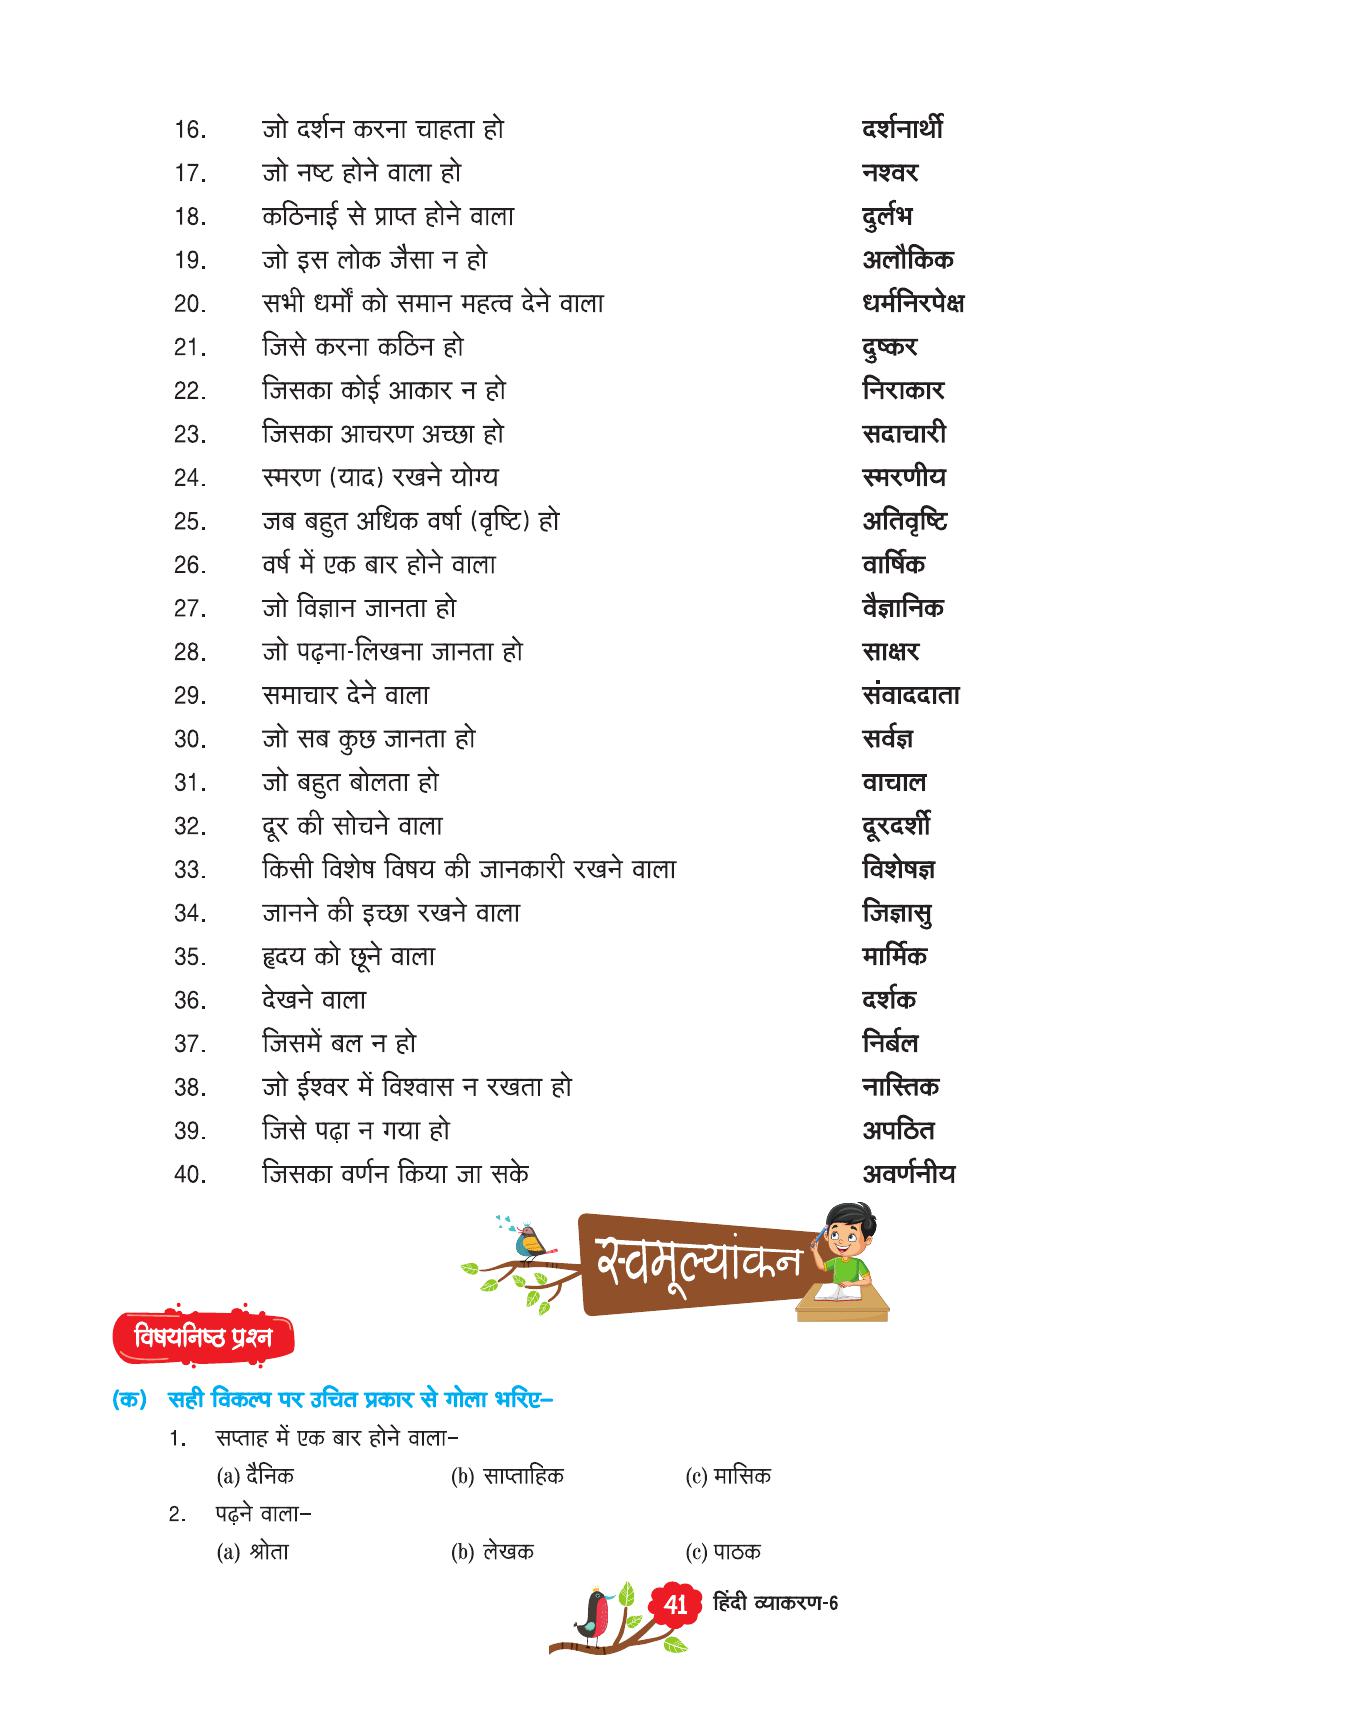 16. जो दर्शन करना चाहता हो दर्शनार्थी
17. जो नष्ट होने वाला हो नश्वर
18. कठिनाई से प्राप्त होने वाला दुर्लभ
19. जो इस लोक जैसा न हो अलौकिक
20. सभी धर्मों को समान महत्व देने वाला धर्मनिरपेक्ष
21. जिसे करना कठिन हो दुष्कर
22. जिसका कोई आकार न हो निराकार
23. जिसका आचरण अच्छा हो सदाचारी
24. स्मरण (याद) रखने योग्य स्मरणीय
25. जब बहुत अधिक वर्षा (वृष्टि) हो अतिवृष्टि
26. वर्ष में एक बार होने वाला वार्षिक
27. जो विज्ञान जानता हो वैज्ञानिक
28. जो पढ़ना-लिखना जानता हो साक्षर
29. समाचार देने वाला संवाददाता
30. जो सब कुछ जानता हो सर्वज्ञ
31. जो बहुत बोलता हो वाचाल
32. दूर की सोचने वाला दूरदर्शी
33. किसी विशेष विषय की जानकारी रखने वाला विशेषज्ञ
34. जानने की इच्छा रखने वाला जिज्ञासु
35. हृदय को छूने वाला मार्मिक
36. देखने वाला दर्शक
37. जिसमें बल न हो निर्बल
38. जो ईश्वर में विश्वास न रखता हो नास्तिक
39. जिसे पढ़ा न गया हो अपठित
40. जिसका वर्णन किया जा सके अवर्णनीय
स्वमूल्यांकन
विषयनिष्ठ प्रश्न
(क) सही विकल्प पर उचित प्रकार से गोला भरिए–
1. सप्ताह में एक बार होने वाला–
(a) दैनिक (b) साप्ताहिक (c) मासिक
2. पढ़ने वाला–
(a) श्रोता (b) लेखक (c) पाठक
41 हिंदी व्याकरण-6